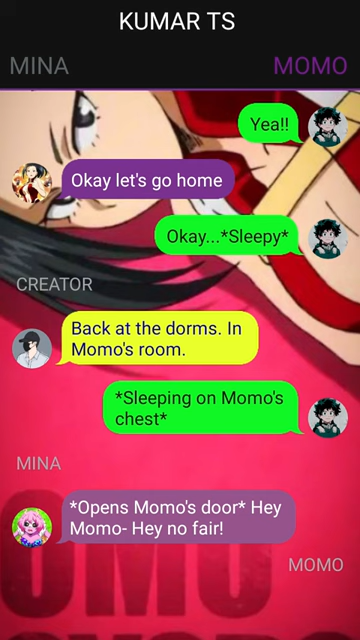 KUMAR TS
MINA
MOMO
Yea!!
Okay let's go home
Okay...*Sleepy*
CREATOR
Back at the dorms. In
Momo's room.
*Sleeping on Momo's
chest*
MINA
*Opens Momo's door* Hey
Momo- Hey no fair!
MOMO